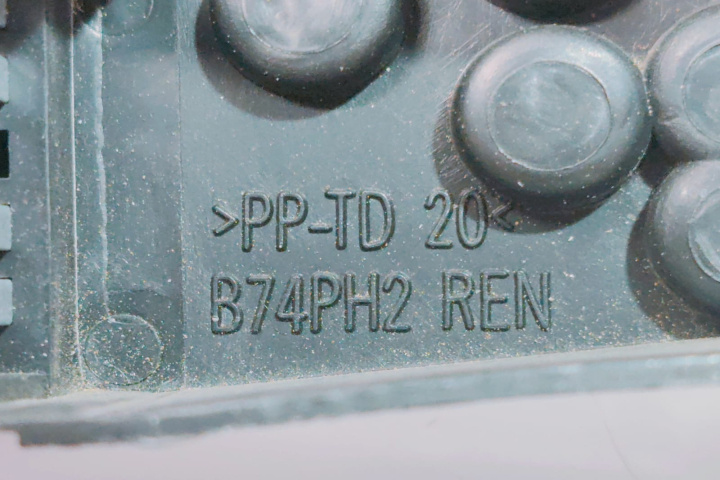 >PP-TD 20<
B74PH2 REN